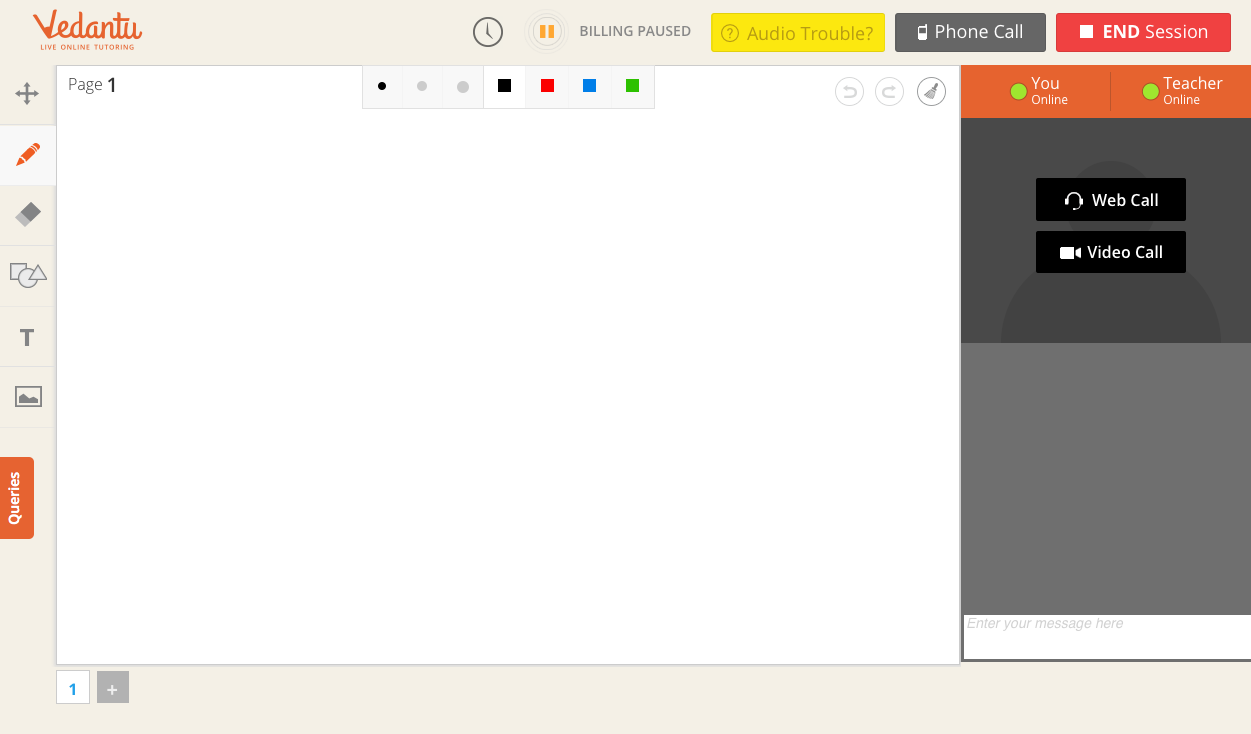 Vedantu
LIVE ONLINE TUTORING
BILLING PAUSED
? Audio Trouble?
Phone Call
END Session
Page 1
You
Online
Teacher
Online
T
Web Call
Video Call
Queries
Enter your message here
1 +